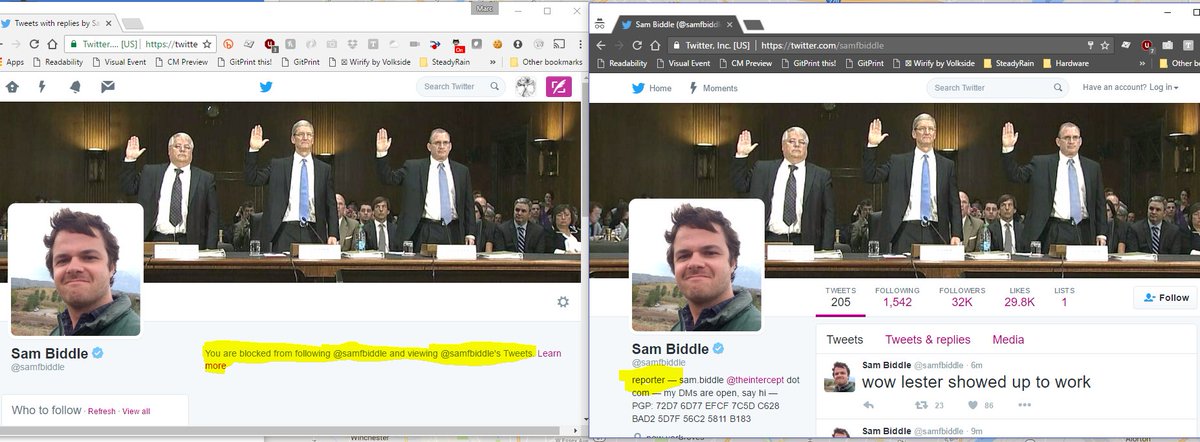 Marc
Tweets with replies by Sa
Twitter.... [US] https://twitte
Apps Readability Visual Event CM Preview GitPrint this! GitPrint Wirify by Volkside SteadyRain » Other bookmarks
Search Twitter
Sam Biddle
@samfbiddle
You are blocked from following @samfbiddle and viewing @samfbiddle's Tweets. Learn
more
Who to follow · Refresh · View all
Winchester
Sam Biddle (@samfbiddl
Twitter, Inc. [US] https://twitter.com/samfbiddle
Readability Visual Event CM Preview GitPrint this! GitPrint Wirify by Volkside SteadyRain Hardware » Othe
Home Moments
Search Twitter
Have an account? Log in
TWEETS FOLLOWING FOLLOWERS LIKES LISTS
205 1,542 32K 29.8K 1
Follow
Sam Biddle
@samfbiddle
reporter — sam.biddle @theintercept dot
com — my DMs are open, say hi —
PGP: 72D7 6D77 EFCF 7C5D C628
BAD2 5D7F 56C2 5811 B183
Tweets Tweets & replies Media
Sam Biddle @samfbiddle · 6m
wow lester showed up to work
23 86
Sam Biddle @samfbiddle · 9m